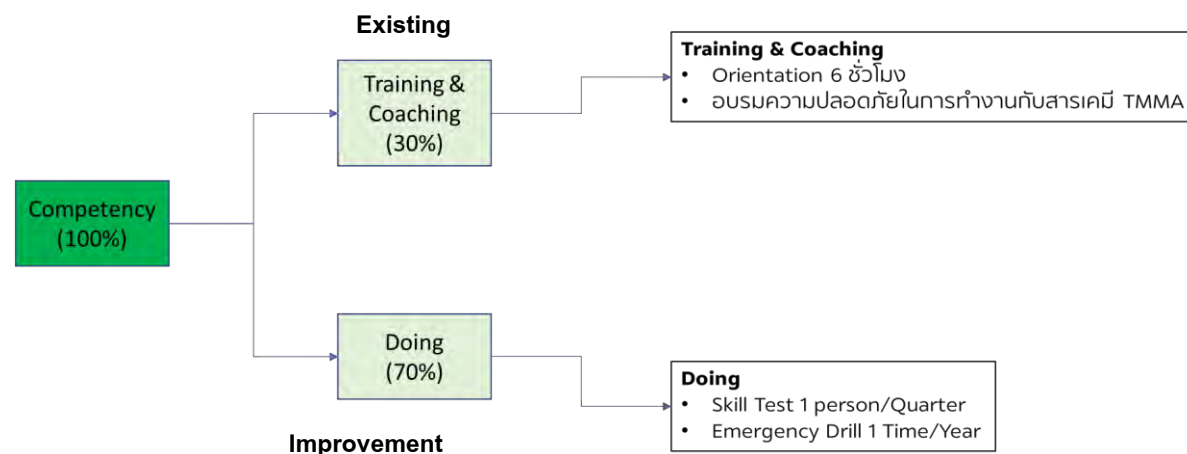 Existing
Training &
Coaching
(30%)
Training & Coaching
• Orientation 6 ชั่วโมง
• อบรมความปลอดภัยในการทำงานกับสารเคมี TMMA
Competency
(100%)
Doing
(70%)
Doing
• Skill Test 1 person/Quarter
• Emergency Drill 1 Time/Year
Improvement